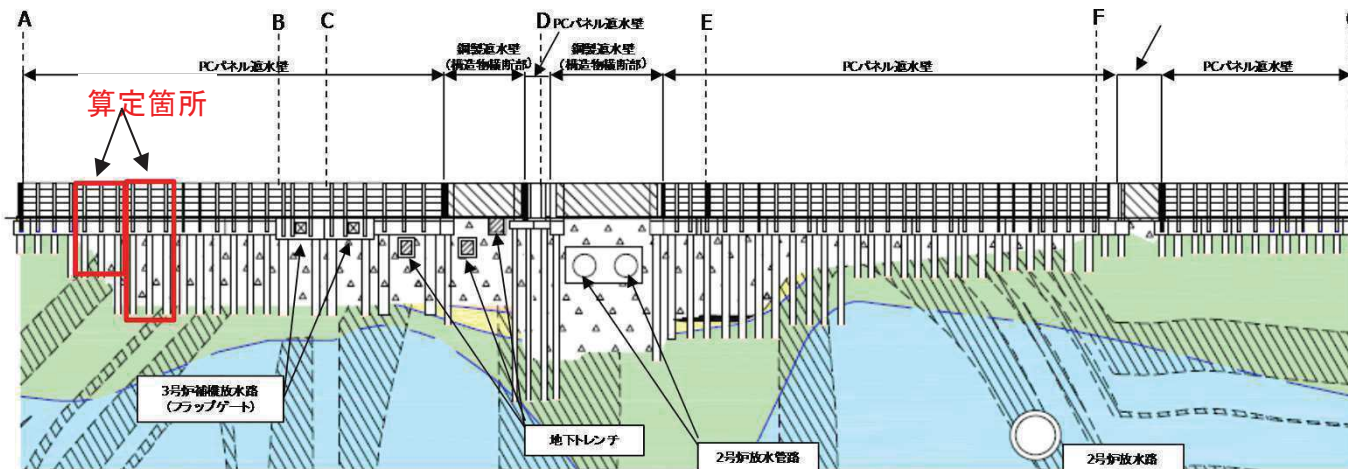 A
B
C
D
PCパネル遮水壁
E
F
鋼製遮水壁
(構造物横断部)
鋼製遮水壁
(構造物横断部)
PCパネル遮水壁
PCパネル遮水壁
PCパネル遮水壁
算定箇所
3号炉補機放水路
(フラップゲート)
地下トレンチ
2号炉放水管路
2号炉放水路